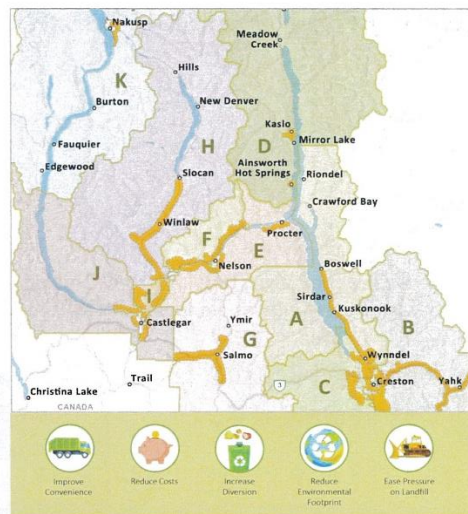 Nakusp
Meadow
Creek
K
Hills
Burton
New Denver
Kaslo
H
D
Mirror Lake
Fauquier
Ainsworth
Hot Springs
Edgewood
Slocan
Riondel
Crawford Bay
Winlaw
F
Procter
E
J
Nelson
Boswell
I
Sirdar
Castlegar
A
Kuskonook
Ymir
B
G
Salmo
Wynndel
Trail
3
C
Creston
Yahk
Christina Lake
CANADA
Improve
Convenience
Reduce Costs
Increase
Diversion
Reduce
Environmental
Footprint
Ease Pressure
on Landfill